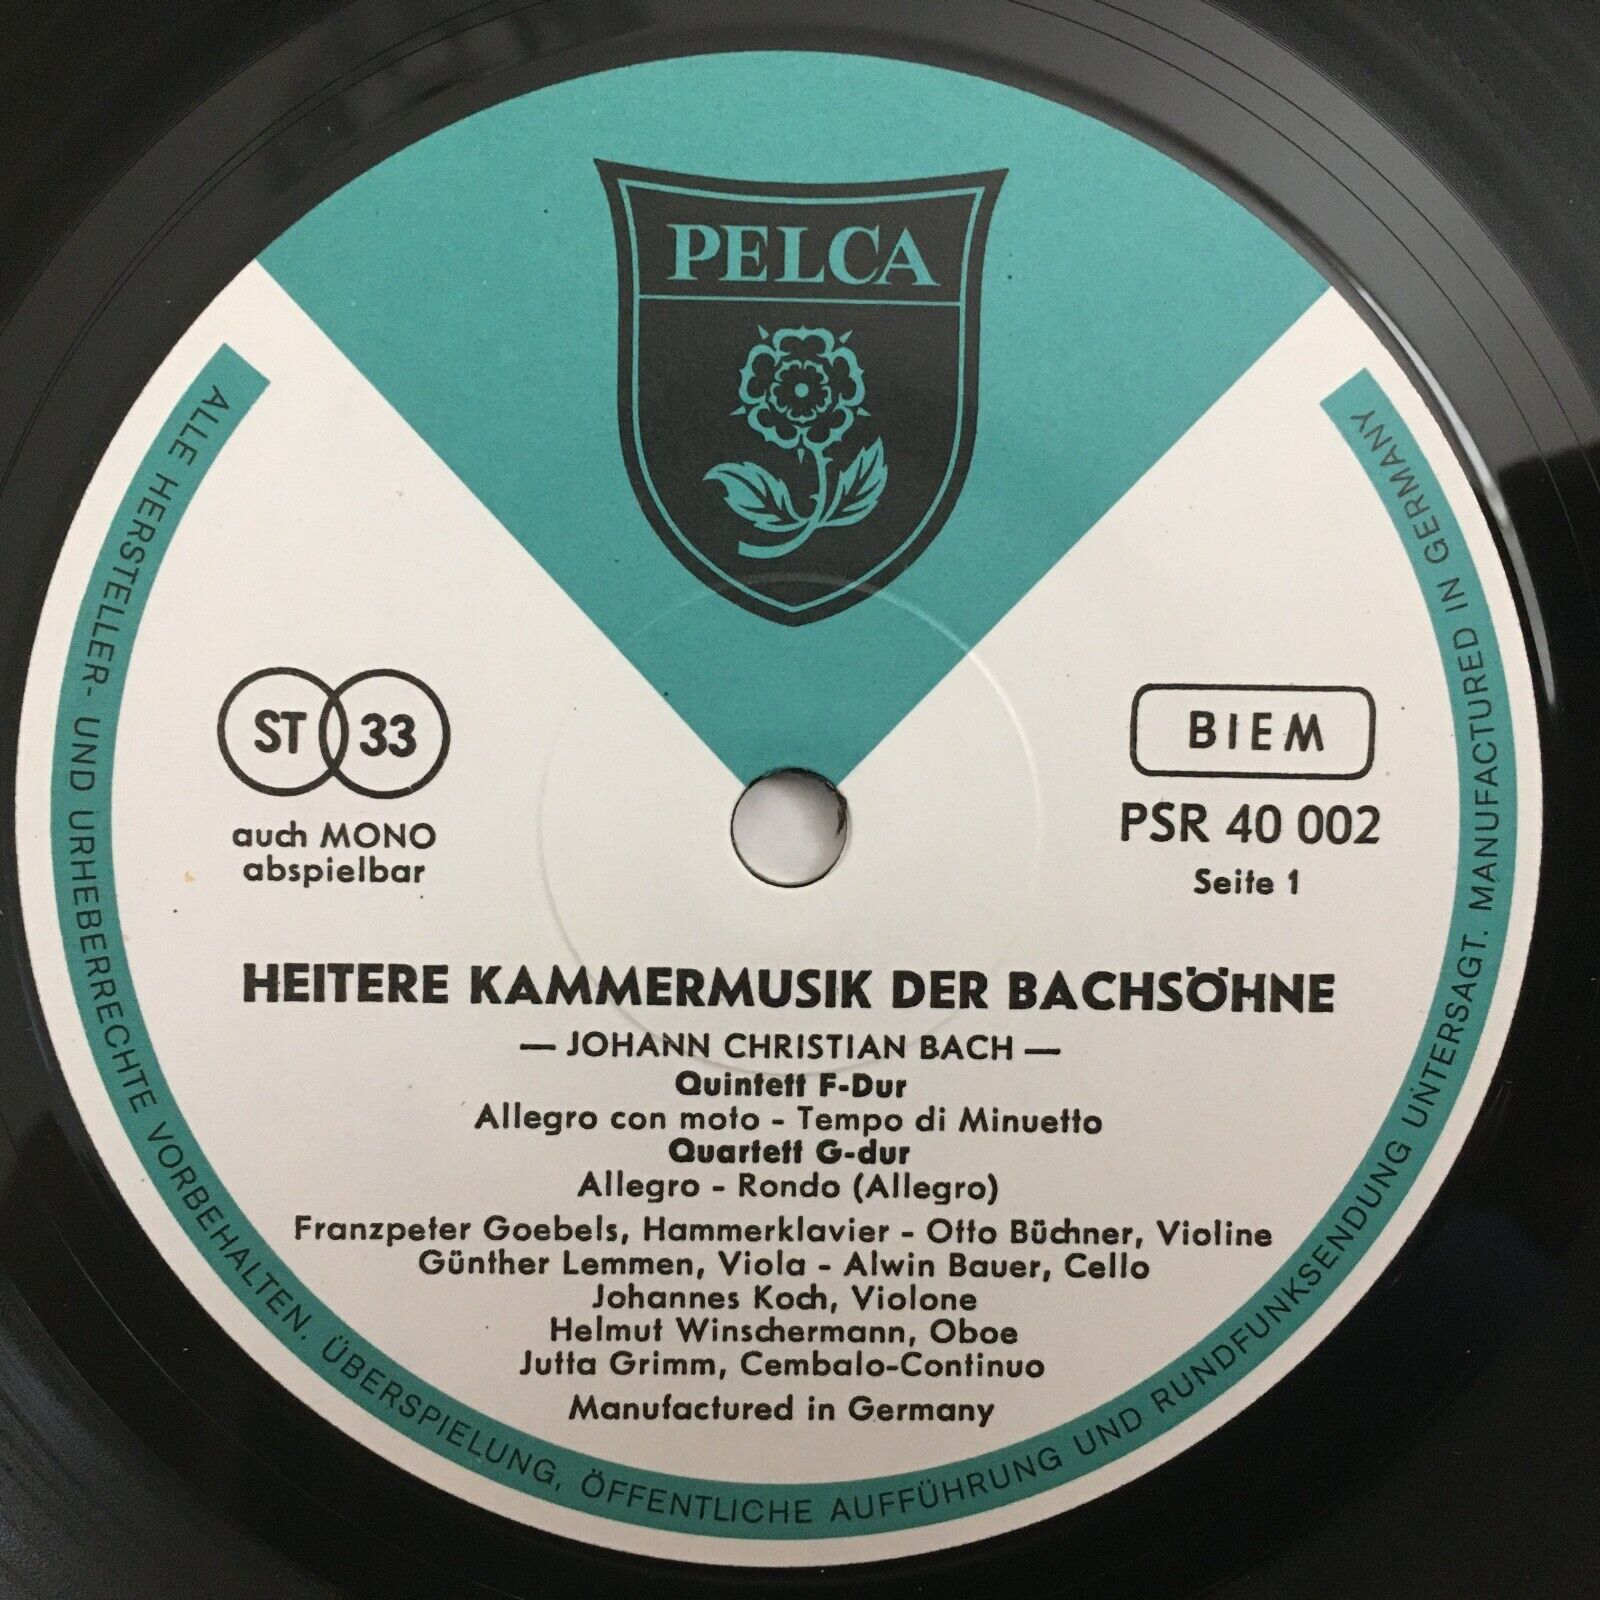 PELCA
ST 33
auch MONO
abspielbar
BIEM
PSR 40 002
Seite 1
HEITERE KAMMERMUSIK DER BACHSÖHNE
— JOHANN CHRISTIAN BACH —
Quintett F-Dur
Allegro con moto - Tempo di Minuetto
Quartett G-dur
Allegro - Rondo (Allegro)
Franzpeter Goebels, Hammerklavier - Otto Büchner, Violine
Günther Lemmen, Viola - Alwin Bauer, Cello
Johannes Koch, Violone
Helmut Winschermann, Oboe
Jutta Grimm, Cembalo-Continuo
Manufactured in Germany
ALLE HERSTELLER- UND URHEBERRECHTE VORBEHALTEN. ÜBERSPIELUNG, ÖFFENTLICHE AUFFÜHRUNG UND RUNDFUNKSENDUNG UNTERSAGT. MANUFACTURED IN GERMANY